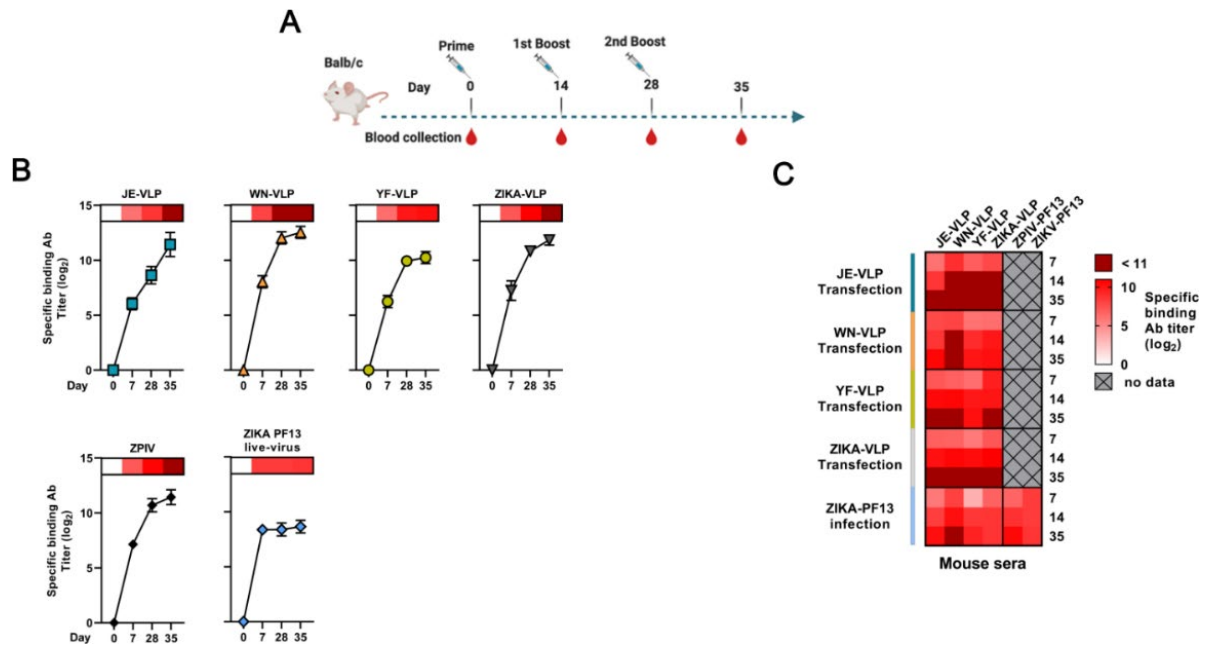 A
Prime
1st Boost
2nd Boost
Balb/c
Day
0
14
28
35
Blood collection
B
JE-VLP
WN-VLP
YF-VLP
ZIKA-VLP
Specific binding Ab
Titer (log2)
15
10
5
0
Day
0 7 28 35
0 7 28 35
0 7 28 35
0 7 28 35
ZPIV
ZIKA PF13
live-virus
Specific binding Ab
Titer (log2)
15
10
5
0
Day
0 7 28 35
0 7 28 35
C
JE-VLP
WN-VLP
YF-VLP
ZIKA-VLP
ZPIV-PF13
ZIKV-PF13
JE-VLP
Transfection
7
14
35
WN-VLP
Transfection
7
14
35
YF-VLP
Transfection
7
14
35
ZIKA-VLP
Transfection
7
14
35
ZIKA-PF13
infection
7
14
35
Mouse sera
< 11
10
5
0
Specific
binding
Ab titer
(log2)
no data